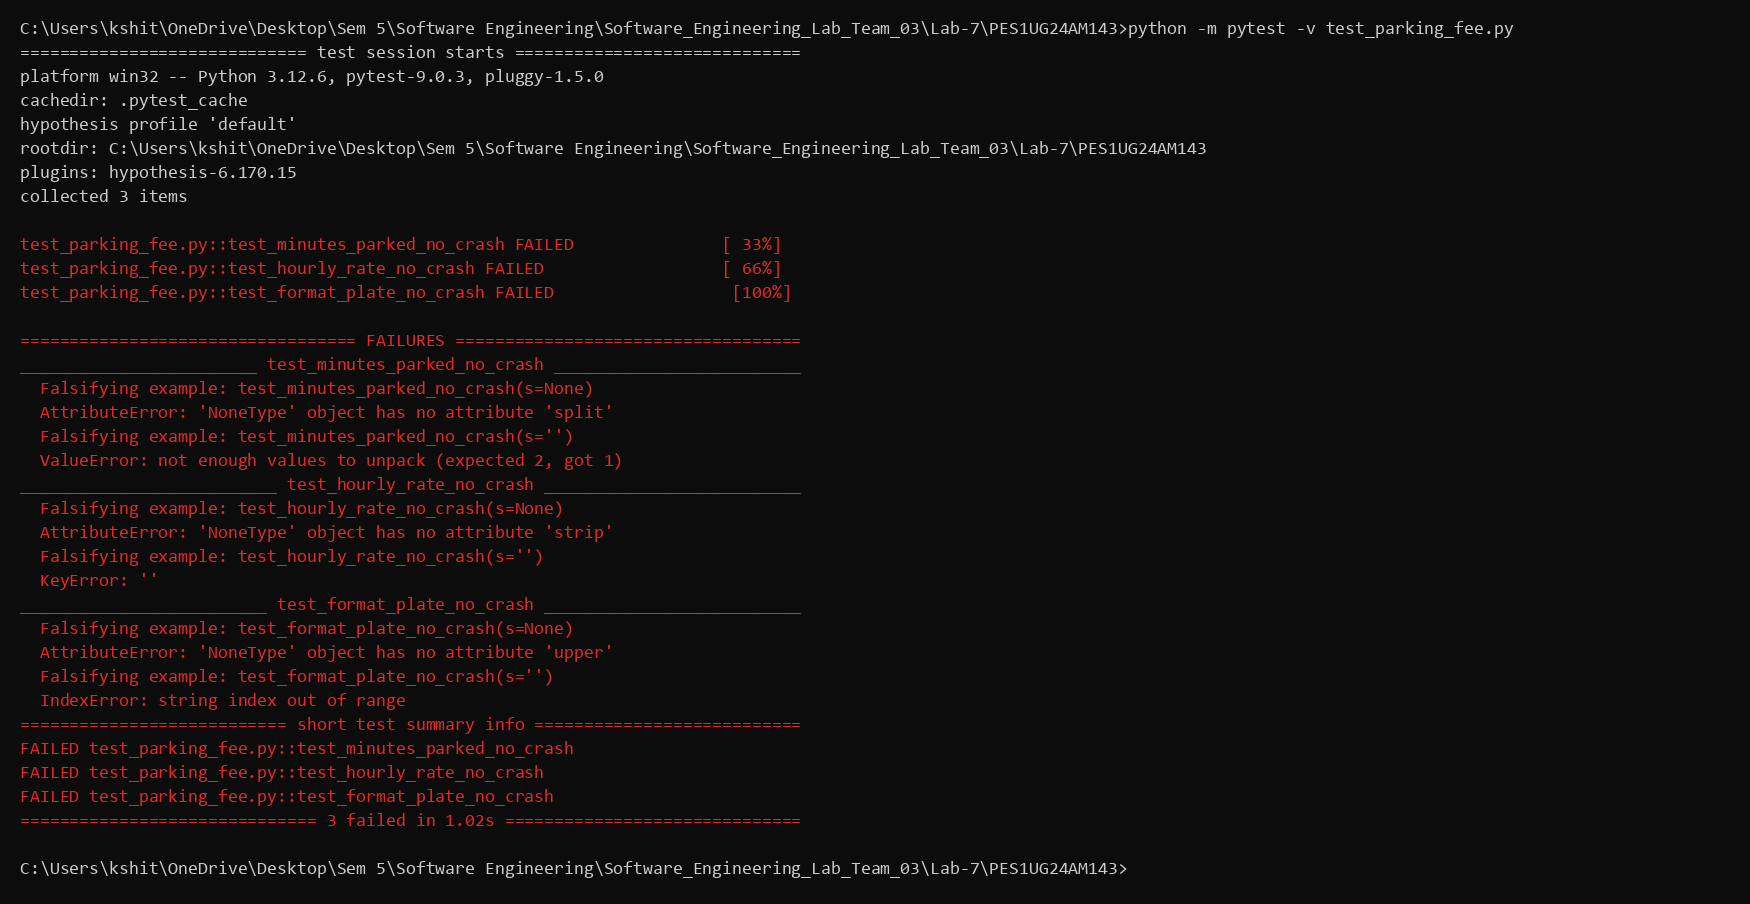 C:\Users\kshit\OneDrive\Desktop\Sem 5\Software Engineering\Software_Engineering_Lab_Team_03\Lab-7\PES1UG24AM143>python -m pytest -v test_parking_fee.py
============================= test session starts =============================
platform win32 -- Python 3.12.6, pytest-9.0.3, pluggy-1.5.0
cachedir: .pytest_cache
hypothesis profile 'default'
rootdir: C:\Users\kshit\OneDrive\Desktop\Sem 5\Software Engineering\Software_Engineering_Lab_Team_03\Lab-7\PES1UG24AM143
plugins: hypothesis-6.170.15
collected 3 items
test_parking_fee.py::test_minutes_parked_no_crash FAILED               [ 33%]
test_parking_fee.py::test_hourly_rate_no_crash FAILED                  [ 66%]
test_parking_fee.py::test_format_plate_no_crash FAILED                  [100%]
================================== FAILURES ===================================
________________________ test_minutes_parked_no_crash _________________________
  Falsifying example: test_minutes_parked_no_crash(s=None)
  AttributeError: 'NoneType' object has no attribute 'split'
  Falsifying example: test_minutes_parked_no_crash(s='')
  ValueError: not enough values to unpack (expected 2, got 1)
__________________________ test_hourly_rate_no_crash __________________________
  Falsifying example: test_hourly_rate_no_crash(s=None)
  AttributeError: 'NoneType' object has no attribute 'strip'
  Falsifying example: test_hourly_rate_no_crash(s='')
  KeyError: ''
_________________________ test_format_plate_no_crash __________________________
  Falsifying example: test_format_plate_no_crash(s=None)
  AttributeError: 'NoneType' object has no attribute 'upper'
  Falsifying example: test_format_plate_no_crash(s='')
  IndexError: string index out of range
=========================== short test summary info ===========================
FAILED test_parking_fee.py::test_minutes_parked_no_crash
FAILED test_parking_fee.py::test_hourly_rate_no_crash
FAILED test_parking_fee.py::test_format_plate_no_crash
============================== 3 failed in 1.02s ==============================
C:\Users\kshit\OneDrive\Desktop\Sem 5\Software Engineering\Software_Engineering_Lab_Team_03\Lab-7\PES1UG24AM143>